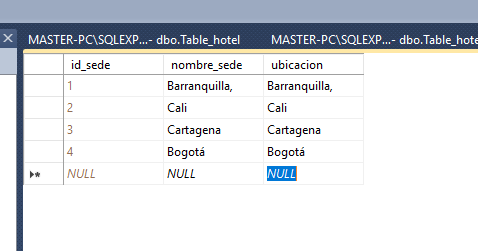 MASTER-PC\SQLEXP...- dbo.Table_hotel MASTER-PC\SQLEXP...- dbo.Table_hote
id_sede nombre_sede ubicacion
1 Barranquilla, Barranquilla,
2 Cali Cali
3 Cartagena Cartagena
4 Bogotá Bogotá
NULL NULL NULL